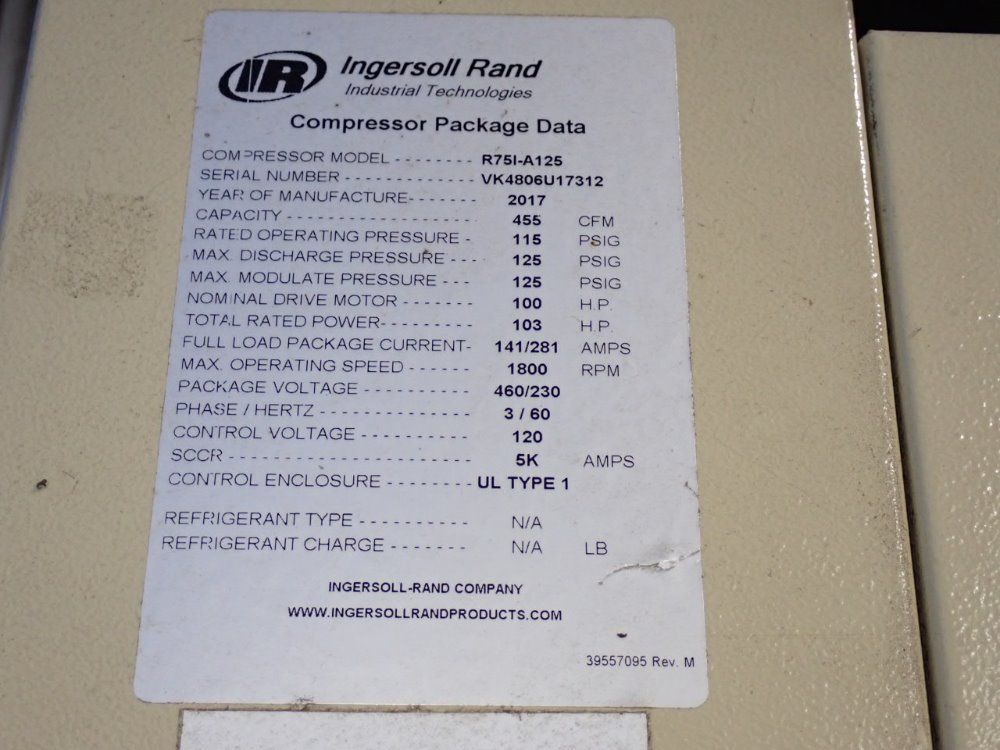 IR Ingersoll Rand
Industrial Technologies
Compressor Package Data
COMPRESSOR MODEL - - - - - - - - R75I-A125
SERIAL NUMBER - - - - - - - - - - - - - VK4806U17312
YEAR OF MANUFACTURE- - - - - - - 2017
CAPACITY - - - - - - - - - - - - - - - - - - - 455 CFM
RATED OPERATING PRESSURE - 115 PSIG
MAX. DISCHARGE PRESSURE - - - 125 PSIG
MAX. MODULATE PRESSURE - - - 125 PSIG
NOMINAL DRIVE MOTOR - - - - - - - 100 H.P.
TOTAL RATED POWER- - - - - - - - - 103 H.P.
FULL LOAD PACKAGE CURRENT- 141/281 AMPS
MAX. OPERATING SPEED - - - - - - 1800 RPM
PACKAGE VOLTAGE - - - - - - - - - - 460/230
PHASE / HERTZ - - - - - - - - - - - - - - 3 / 60
CONTROL VOLTAGE - - - - - - - - - - 120
SCCR - - - - - - - - - - - - - - - - - - - - - - 5K AMPS
CONTROL ENCLOSURE - - - - - - - - UL TYPE 1
REFRIGERANT TYPE - - - - - - - - - - N/A
REFRIGERANT CHARGE - - - - - - - N/A LB
INGERSOLL-RAND COMPANY
WWW.INGERSOLLRANDPRODUCTS.COM
39557095 Rev. M